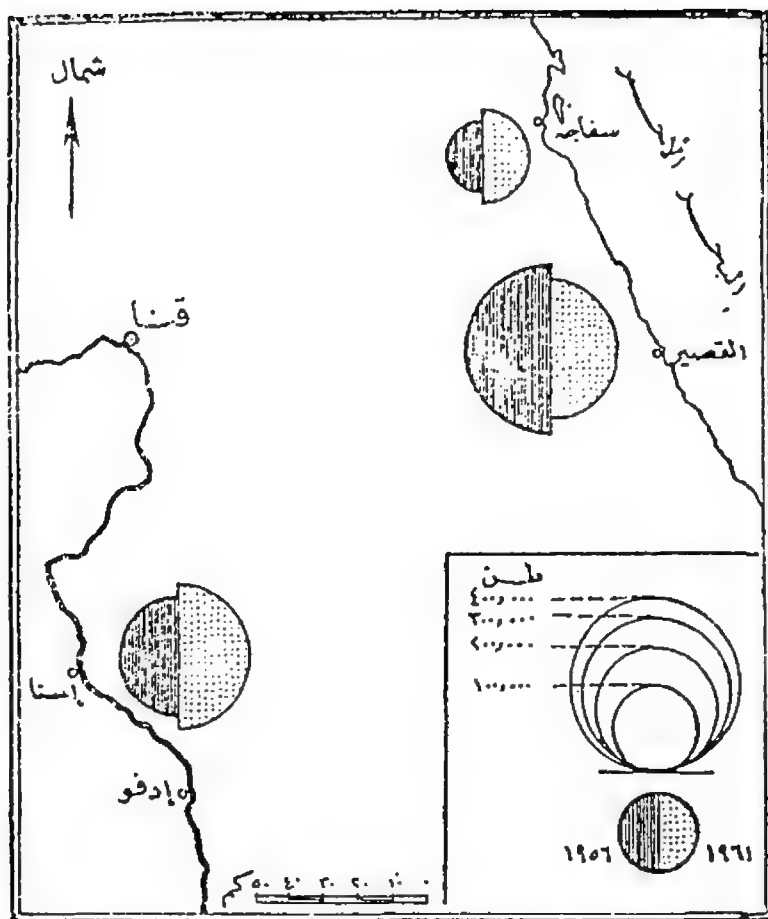 شمال
سفاجة
البحر
الأحمر
قنا
القصير
طن
٤٠٠,٠٠٠
٣٠٠,٠٠٠
٢٠٠,٠٠٠
١٠٠,٠٠٠
إسنا
إدفو
١٩٥٦ ١٩٦١
كم ٥٠ ٤٠ ٣٠ ٢٠ ١٠ ٠